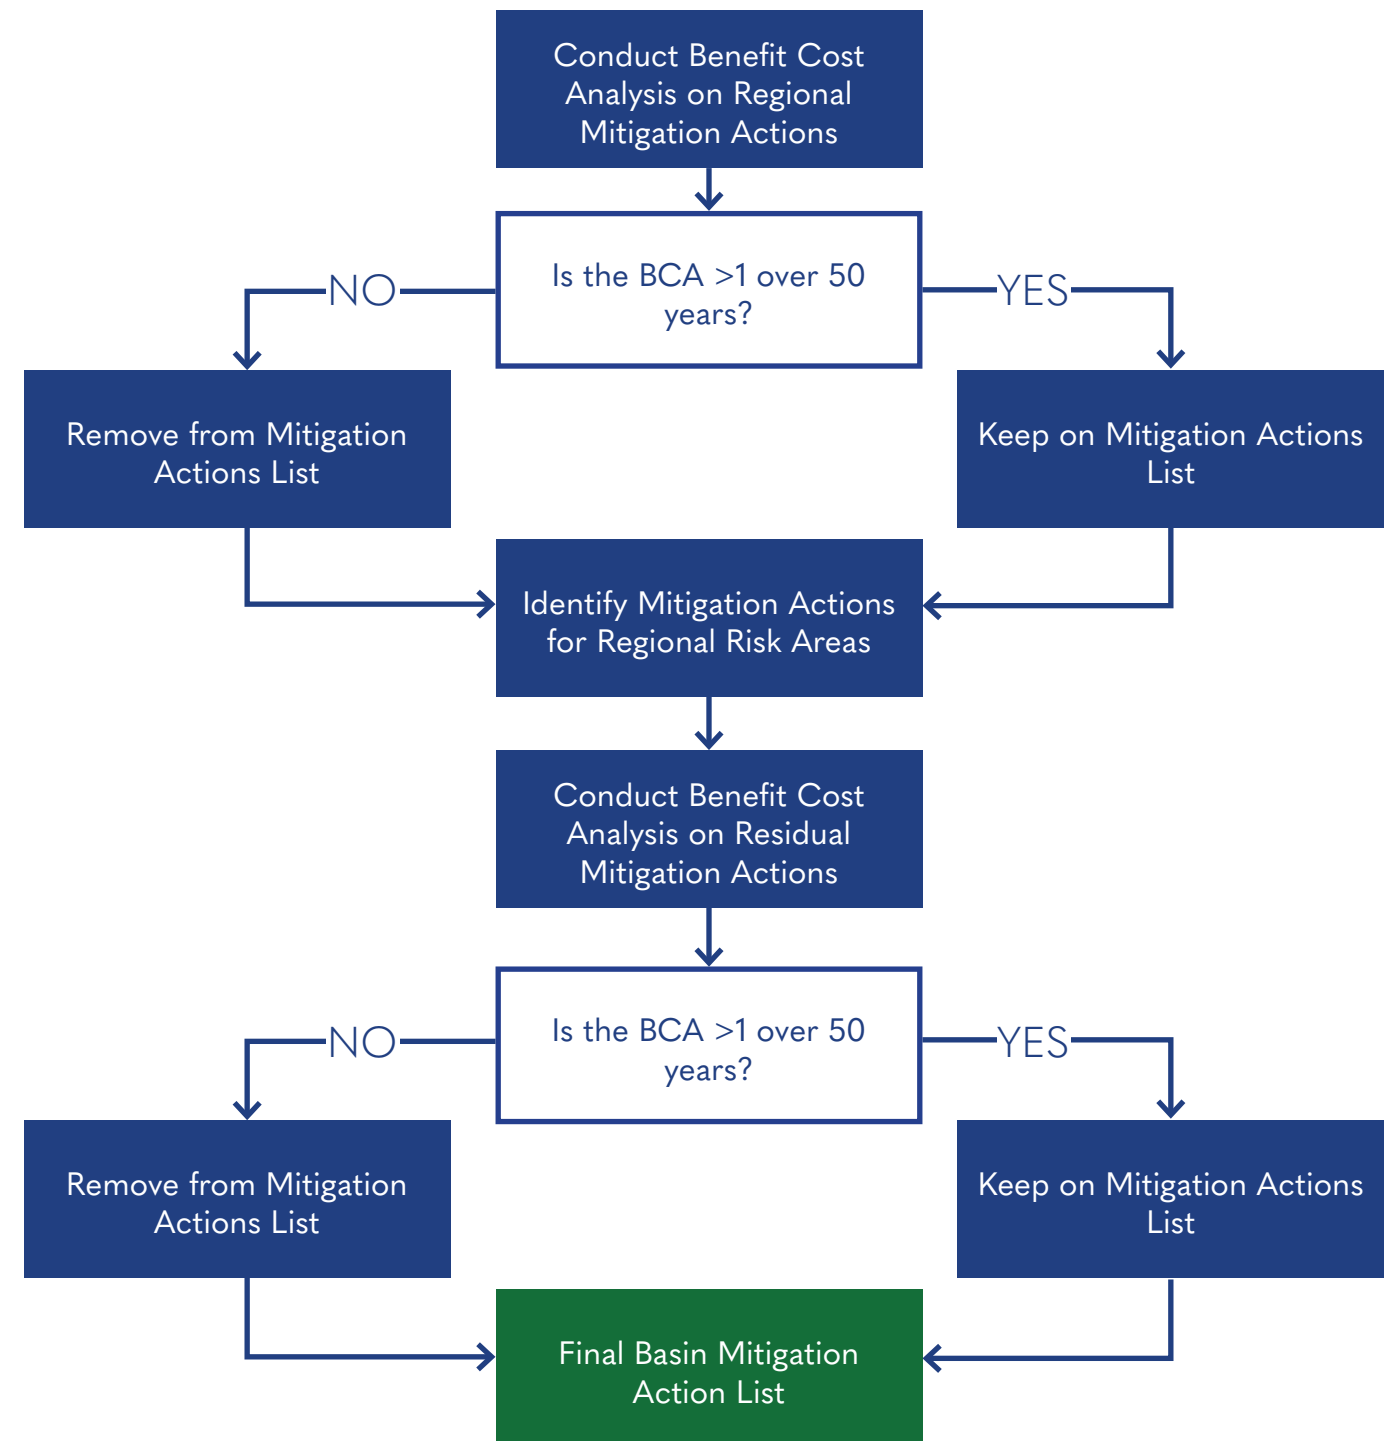 Conduct Benefit Cost
Analysis on Regional
Mitigation Actions
Is the BCA >1 over 50
years?
NO
YES
Remove from Mitigation
Actions List
Keep on Mitigation Actions
List
Identify Mitigation Actions
for Regional Risk Areas
Conduct Benefit Cost
Analysis on Residual
Mitigation Actions
Is the BCA >1 over 50
years?
NO
YES
Remove from Mitigation
Actions List
Keep on Mitigation Actions
List
Final Basin Mitigation
Action List